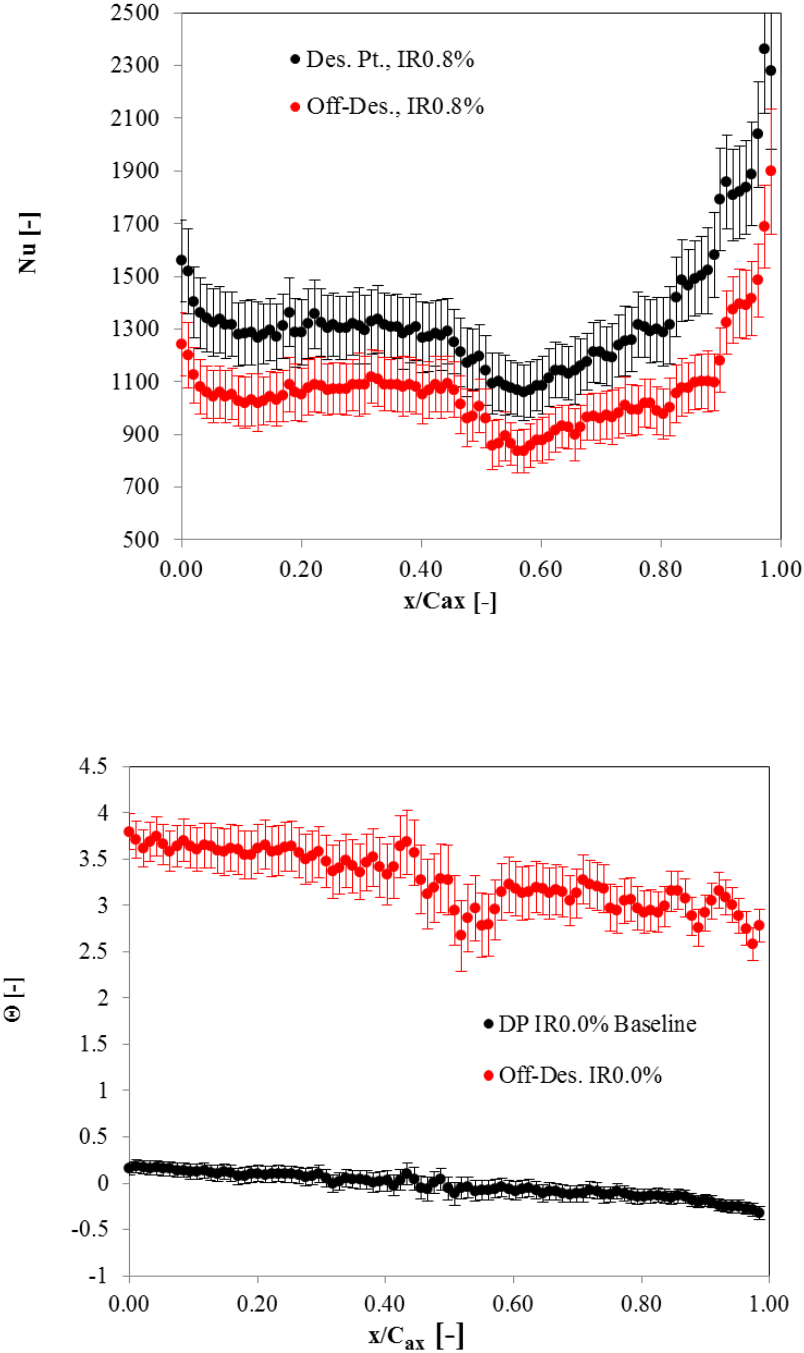 2500
2300
2100
1900
1700
1500
1300
1100
900
700
500
Nu [-]
Des. Pt., IR0.8%
Off-Des., IR0.8%
0.00 0.20 0.40 0.60 0.80 1.00
x/Cax [-]
4.5
4
3.5
3
2.5
2
1.5
1
0.5
0
-0.5
-1
Θ [-]
DP IR0.0% Baseline
Off-Des. IR0.0%
0.00 0.20 0.40 0.60 0.80 1.00
x/Cax [-]